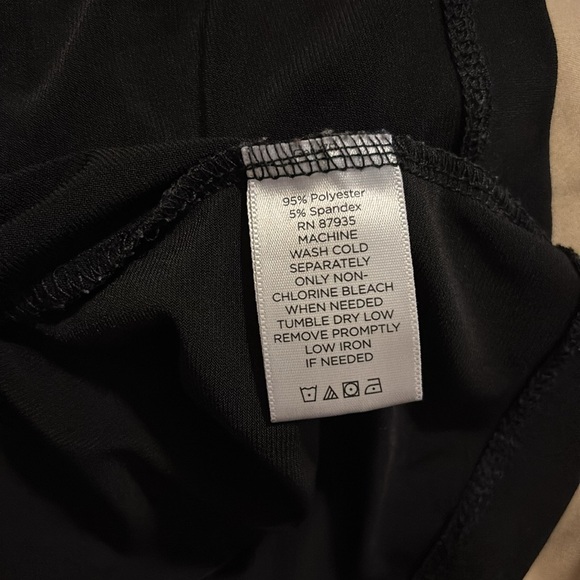 95% Polyester
5% Spandex
RN 87935
MACHINE
WASH COLD
SEPARATELY
ONLY NON-
CHLORINE BLEACH
WHEN NEEDED
TUMBLE DRY LOW
REMOVE PROMPTLY
LOW IRON
IF NEEDED